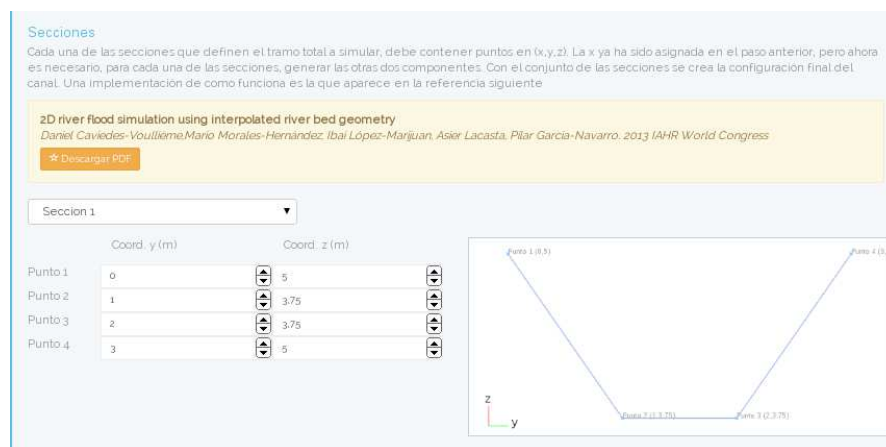 Secciones
Cada una de las secciones que definen el tramo total a simular, debe contener puntos en (x,y,z). La x ya ha sido asignada en el paso anterior, pero ahora
es necesario, para cada una de las secciones, generar las otras dos componentes. Con el conjunto de las secciones se crea la configuración final del
canal. Una implementación de como funciona es la que aparece en la referencia siguiente
2D river flood simulation using interpolated river bed geometry
Daniel Caviedes-Voullième,Mario Morales-Hernández, Ibai López-Marijuan, Asier Lacasta, Pilar García-Navarro. 2013 IAHR World Congress
Descargar PDF
Seccion 1
Coord. y (m) Coord. z (m)
Punto 1 0 5
Punto 2 1 3,75
Punto 3 2 3,75
Punto 4 3 5
Punto 1 (0,5)
Punto 4 (3,
Punto 2 (1,3.75)
Punto 3 (2,3.75)
z
y